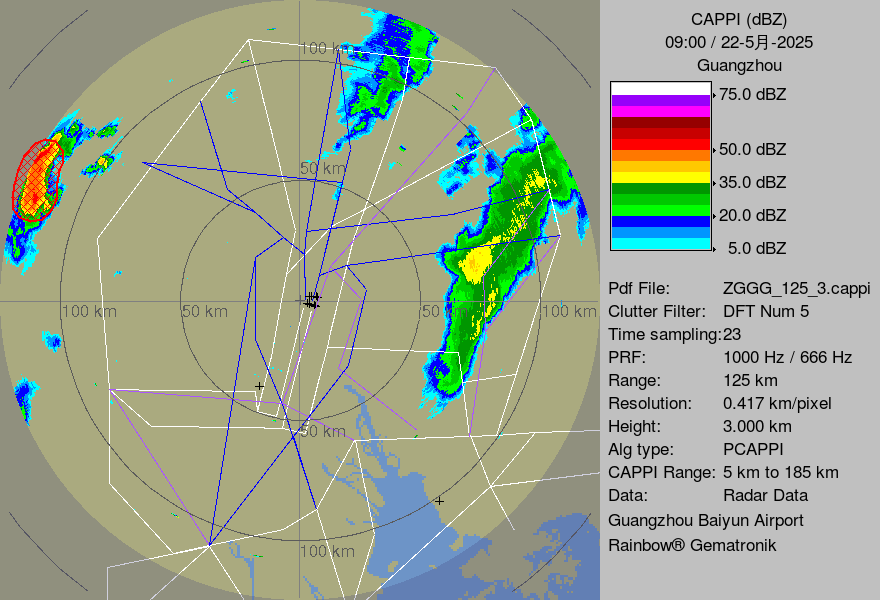 100 km
50 km
100 km
50 km
50 km
100 km
50 km
100 km
CAPPI (dBZ)
09:00 / 22-5月-2025
Guangzhou
75.0 dBZ
50.0 dBZ
35.0 dBZ
20.0 dBZ
5.0 dBZ
Pdf File: ZGGG_125_3.cappi
Clutter Filter: DFT Num 5
Time sampling:23
PRF: 1000 Hz / 666 Hz
Range: 125 km
Resolution: 0.417 km/pixel
Height: 3.000 km
Alg type: PCAPPI
CAPPI Range: 5 km to 185 km
Data: Radar Data
Guangzhou Baiyun Airport
Rainbow® Gematronik